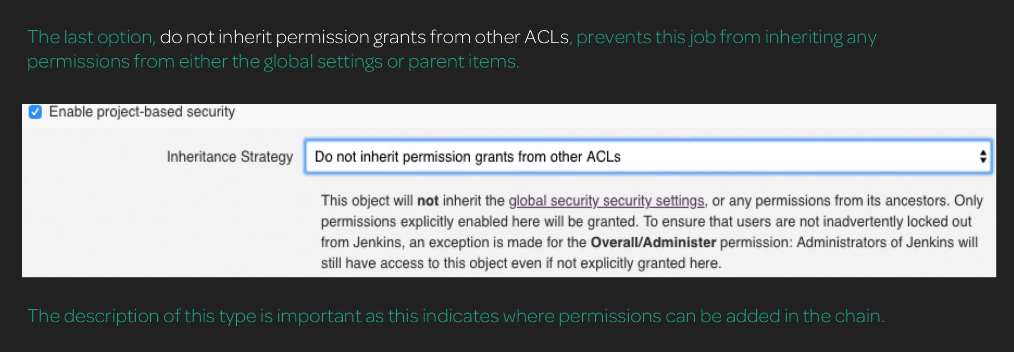 The last option, do not inherit permission grants from other ACLs, prevents this job from inheriting any
permissions from either the global settings or parent items.
Enable project-based security
Inheritance Strategy Do not inherit permission grants from other ACLs
This object will not inherit the global security security settings, or any permissions from its ancestors. Only
permissions explicitly enabled here will be granted. To ensure that users are not inadvertently locked out
from Jenkins, an exception is made for the Overall/Administer permission: Administrators of Jenkins will
still have access to this object even if not explicitly granted here.
The description of this type is important as this indicates where permissions can be added in the chain.